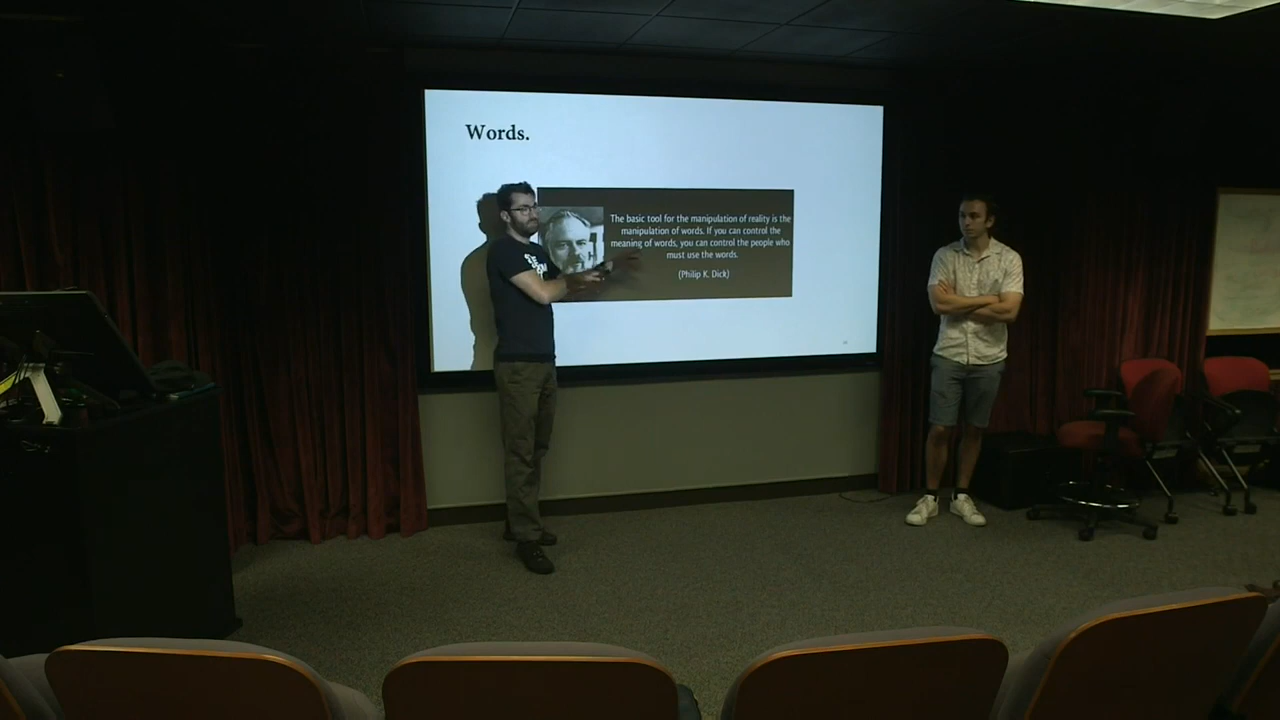 Words.
The basic tool for the manipulation of reality is the
manipulation of words. If you can control the
meaning of words, you can control the people who
must use the words.
(Philip K. Dick)